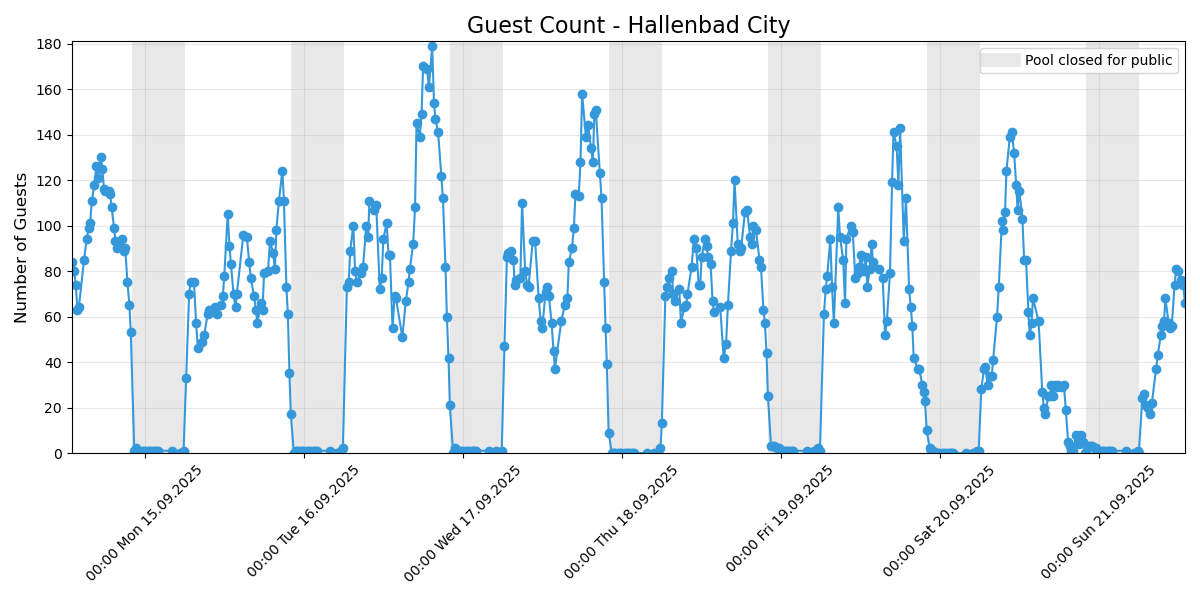 Guest Count - Hallenbad City
Number of Guests
180
160
140
120
100
80
60
40
20
0
Pool closed for public
00:00 Mon 15.09.2025
00:00 Tue 16.09.2025
00:00 Wed 17.09.2025
00:00 Thu 18.09.2025
00:00 Fri 19.09.2025
00:00 Sat 20.09.2025
00:00 Sun 21.09.2025